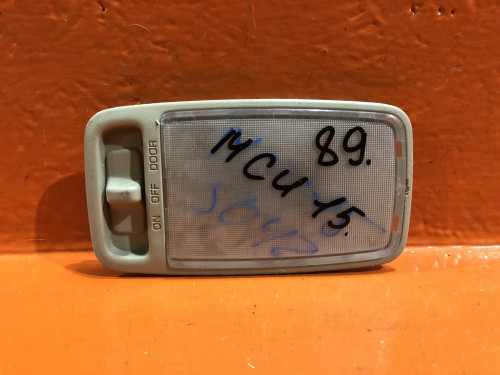 89.
MCU 15.
ON OFF DOOR